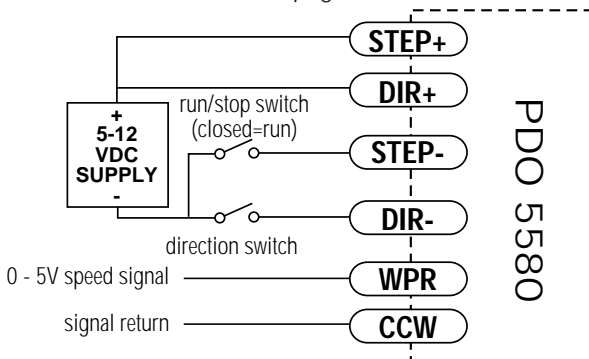 STEP+
DIR+
run/stop switch
(closed=run)
+
5-12
VDC
SUPPLY
-
STEP-
DIR-
direction switch
0 - 5V speed signal
WPR
signal return
CCW
PDO 5580